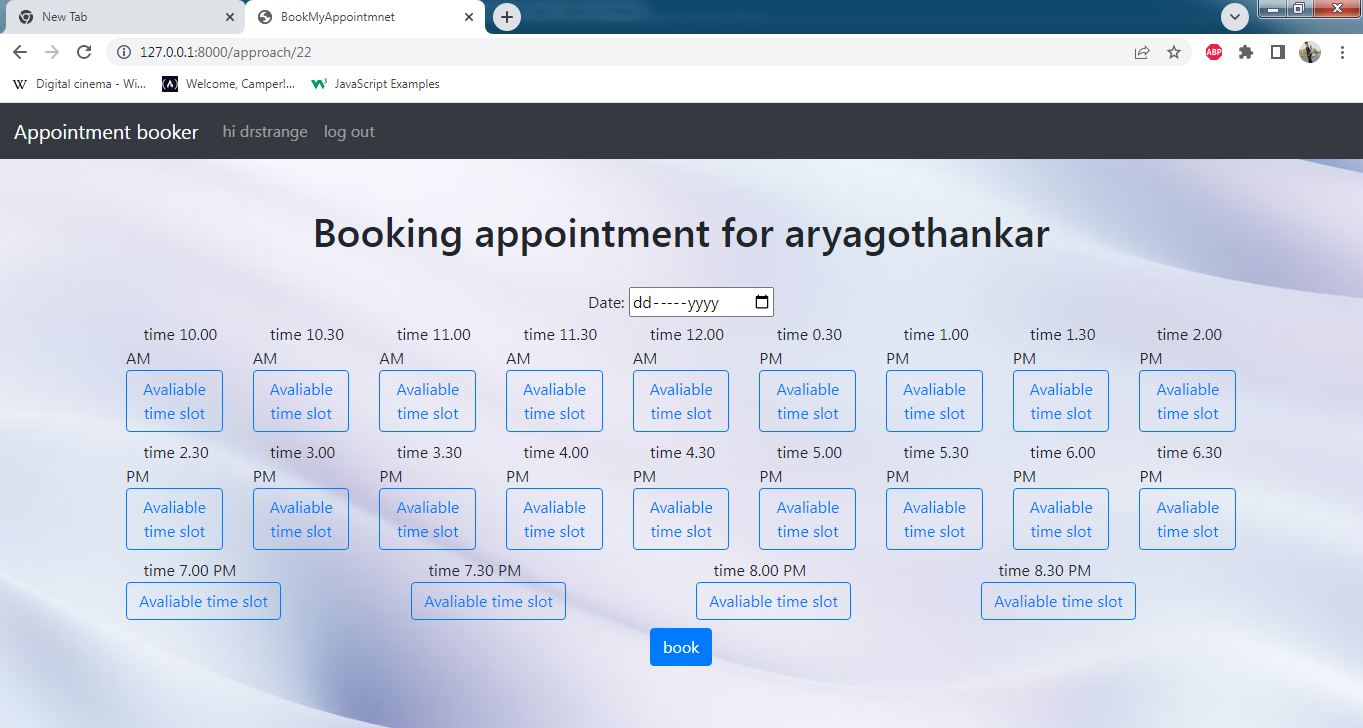 New Tab
BookMyAppointmnet
127.0.0.1:8000/approach/22
ABP
W Digital cinema - Wi... (A) Welcome, Camper!... W3 JavaScript Examples
Appointment booker hi drstrange log out
Booking appointment for aryagothankar
Date: dd-----yyyy
time 10.00 AM time 10.30 AM time 11.00 AM time 11.30 AM time 12.00 AM time 0.30 PM time 1.00 PM time 1.30 PM time 2.00 PM
Avaliable time slot Avaliable time slot Avaliable time slot Avaliable time slot Avaliable time slot Avaliable time slot Avaliable time slot Avaliable time slot Avaliable time slot
time 2.30 PM time 3.00 PM time 3.30 PM time 4.00 PM time 4.30 PM time 5.00 PM time 5.30 PM time 6.00 PM time 6.30 PM
Avaliable time slot Avaliable time slot Avaliable time slot Avaliable time slot Avaliable time slot Avaliable time slot Avaliable time slot Avaliable time slot Avaliable time slot
time 7.00 PM time 7.30 PM time 8.00 PM time 8.30 PM
Avaliable time slot Avaliable time slot Avaliable time slot Avaliable time slot
book